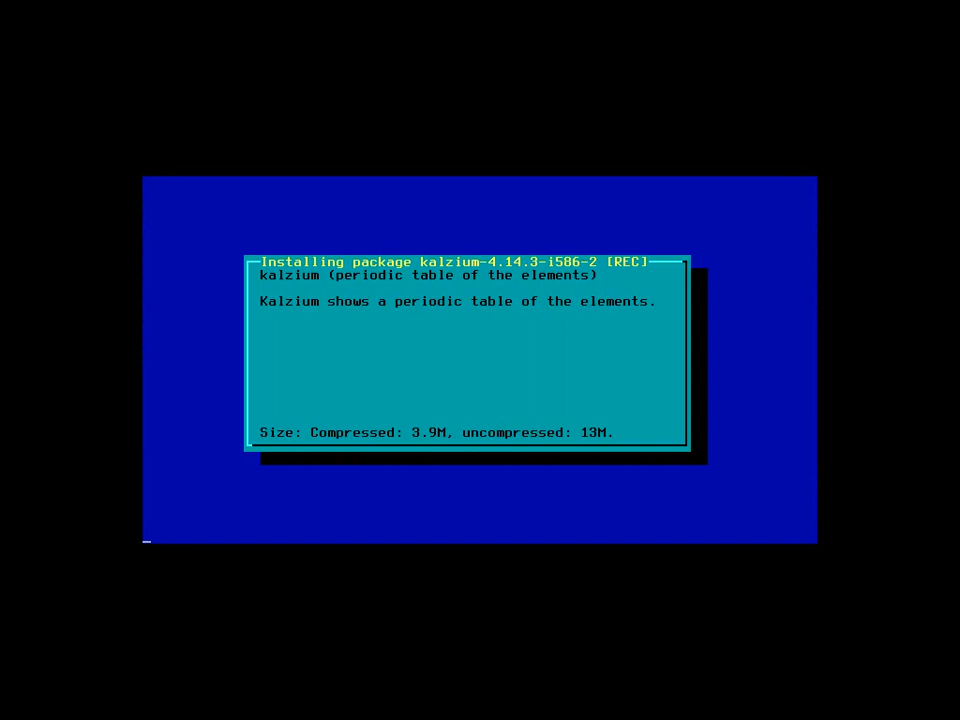 Installing package kalzium-4.14.3-i586-2 [REC]
kalzium (periodic table of the elements)
Kalzium shows a periodic table of the elements.
Size: Compressed: 3.9M, uncompressed: 13M.